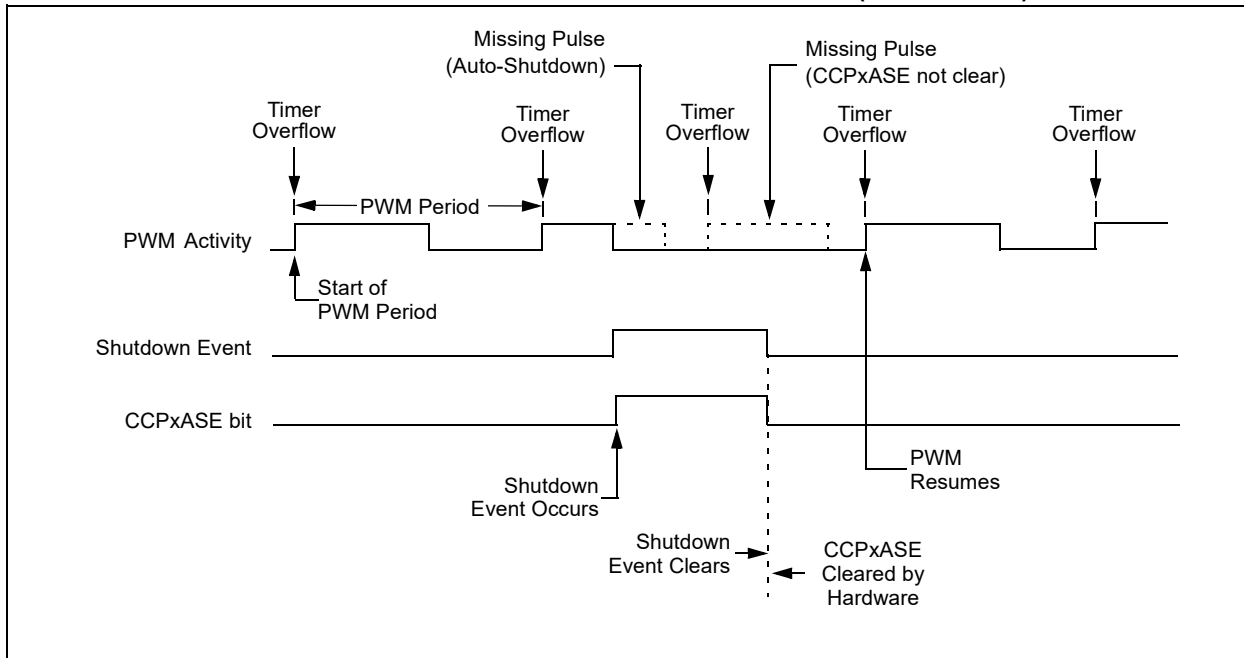 Missing Pulse
(Auto-Shutdown)
Missing Pulse
(CCPxASE not clear)
Timer
Overflow
Timer
Overflow
Timer
Overflow
Timer
Overflow
Timer
Overflow
PWM Period
PWM Activity
Start of
PWM Period
Shutdown Event
CCPxASE bit
Shutdown
Event Occurs
PWM
Resumes
Shutdown
Event Clears
CCPxASE
Cleared by
Hardware